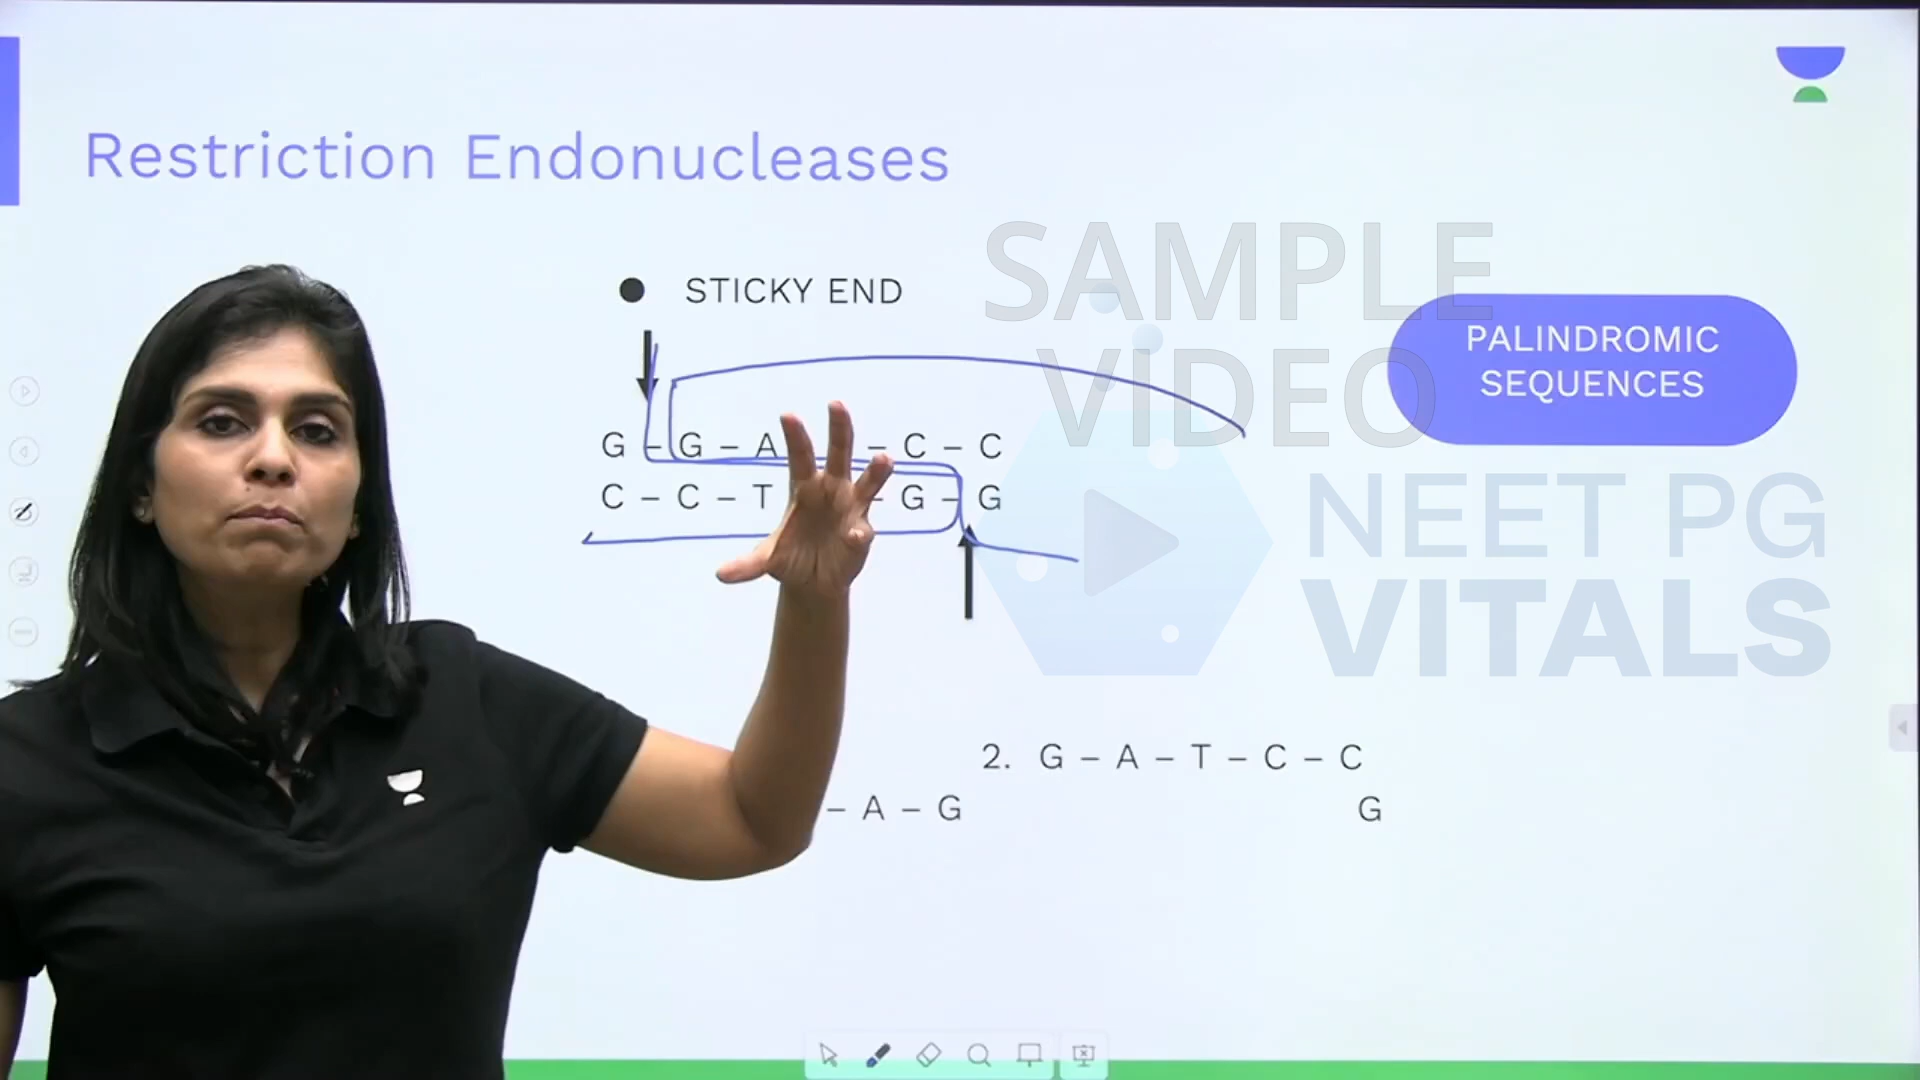 Restriction Endonucleases
SAMPLE
VIDEO
● STICKY END
PALINDROMIC
SEQUENCES
G – G – A – C – C
C – C – T – G – G
NEET PG
VITALS
2. G – A – T – C – C
– A – G
G